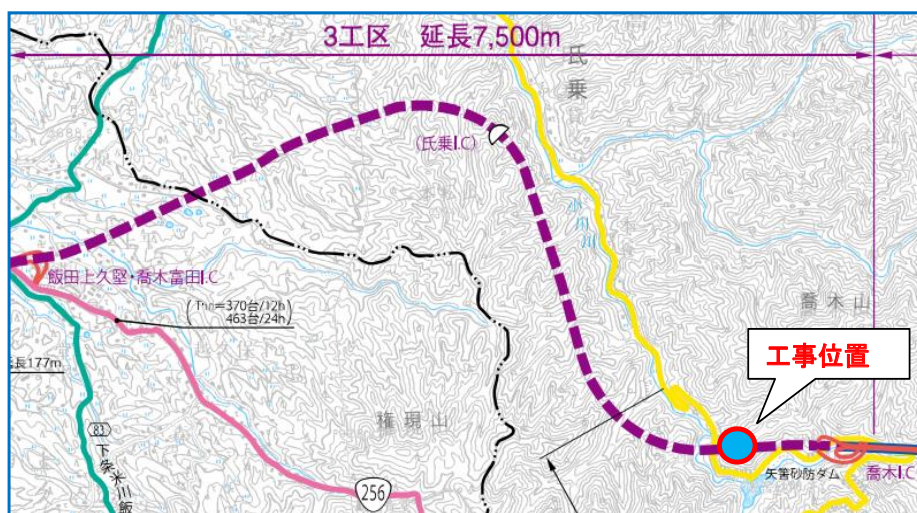 3工区 延長7,500m
氏乗
(氏乗I.C)
小川川
飯田上久堅・喬木富田I.C
喬木山
(
370台/12h
463台/24h)
工事位置
長177m
権現山
83
下条米川飯
256
矢筈砂防ダム
喬木I.C